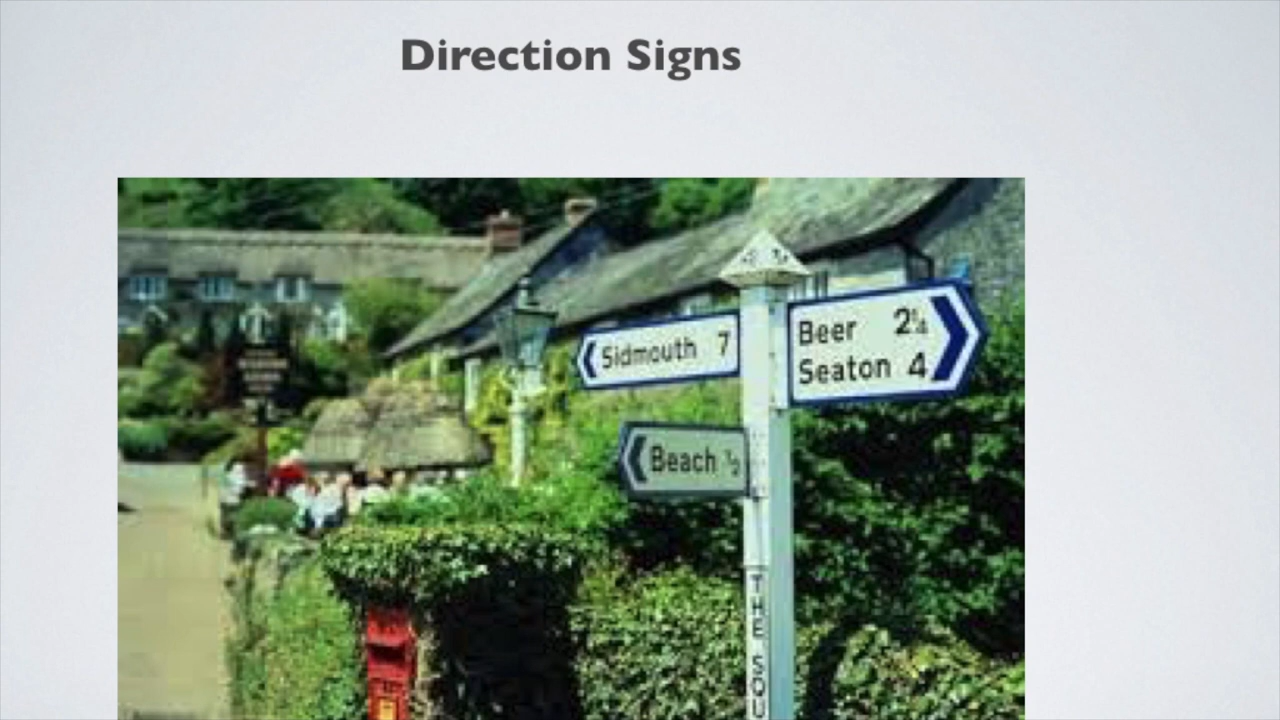 Direction Signs
Sidmouth 7
Beer 2¼
Seaton 4
Beach ½
THE SQU